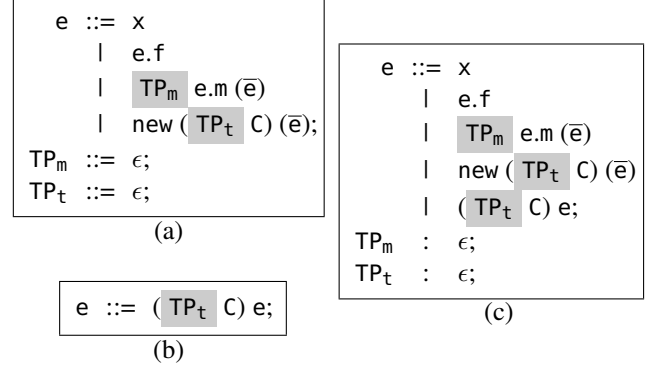 e ::= x
| e.f
| TPₘ e.m (e̅)
| new ( TPₜ C) (e̅);
TPₘ ::= ϵ;
TPₜ ::= ϵ;
(a)
e ::= ( TPₜ C) e;
(b)
e ::= x
| e.f
| TPₘ e.m (e̅)
| new ( TPₜ C) (e̅)
| ( TPₜ C) e;
TPₘ : ϵ;
TPₜ : ϵ;
(c)